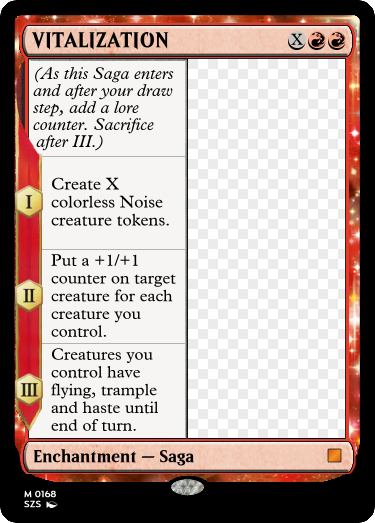 VITALIZATION
X
(As this Saga enters
and after your draw
step, add a lore
counter. Sacrifice
after III.)
I
Create X
colorless Noise
creature tokens.
II
Put a +1/+1
counter on target
creature for each
creature you
control.
III
Creatures you
control have
flying, trample
and haste until
end of turn.
Enchantment — Saga
M 0168
SZS